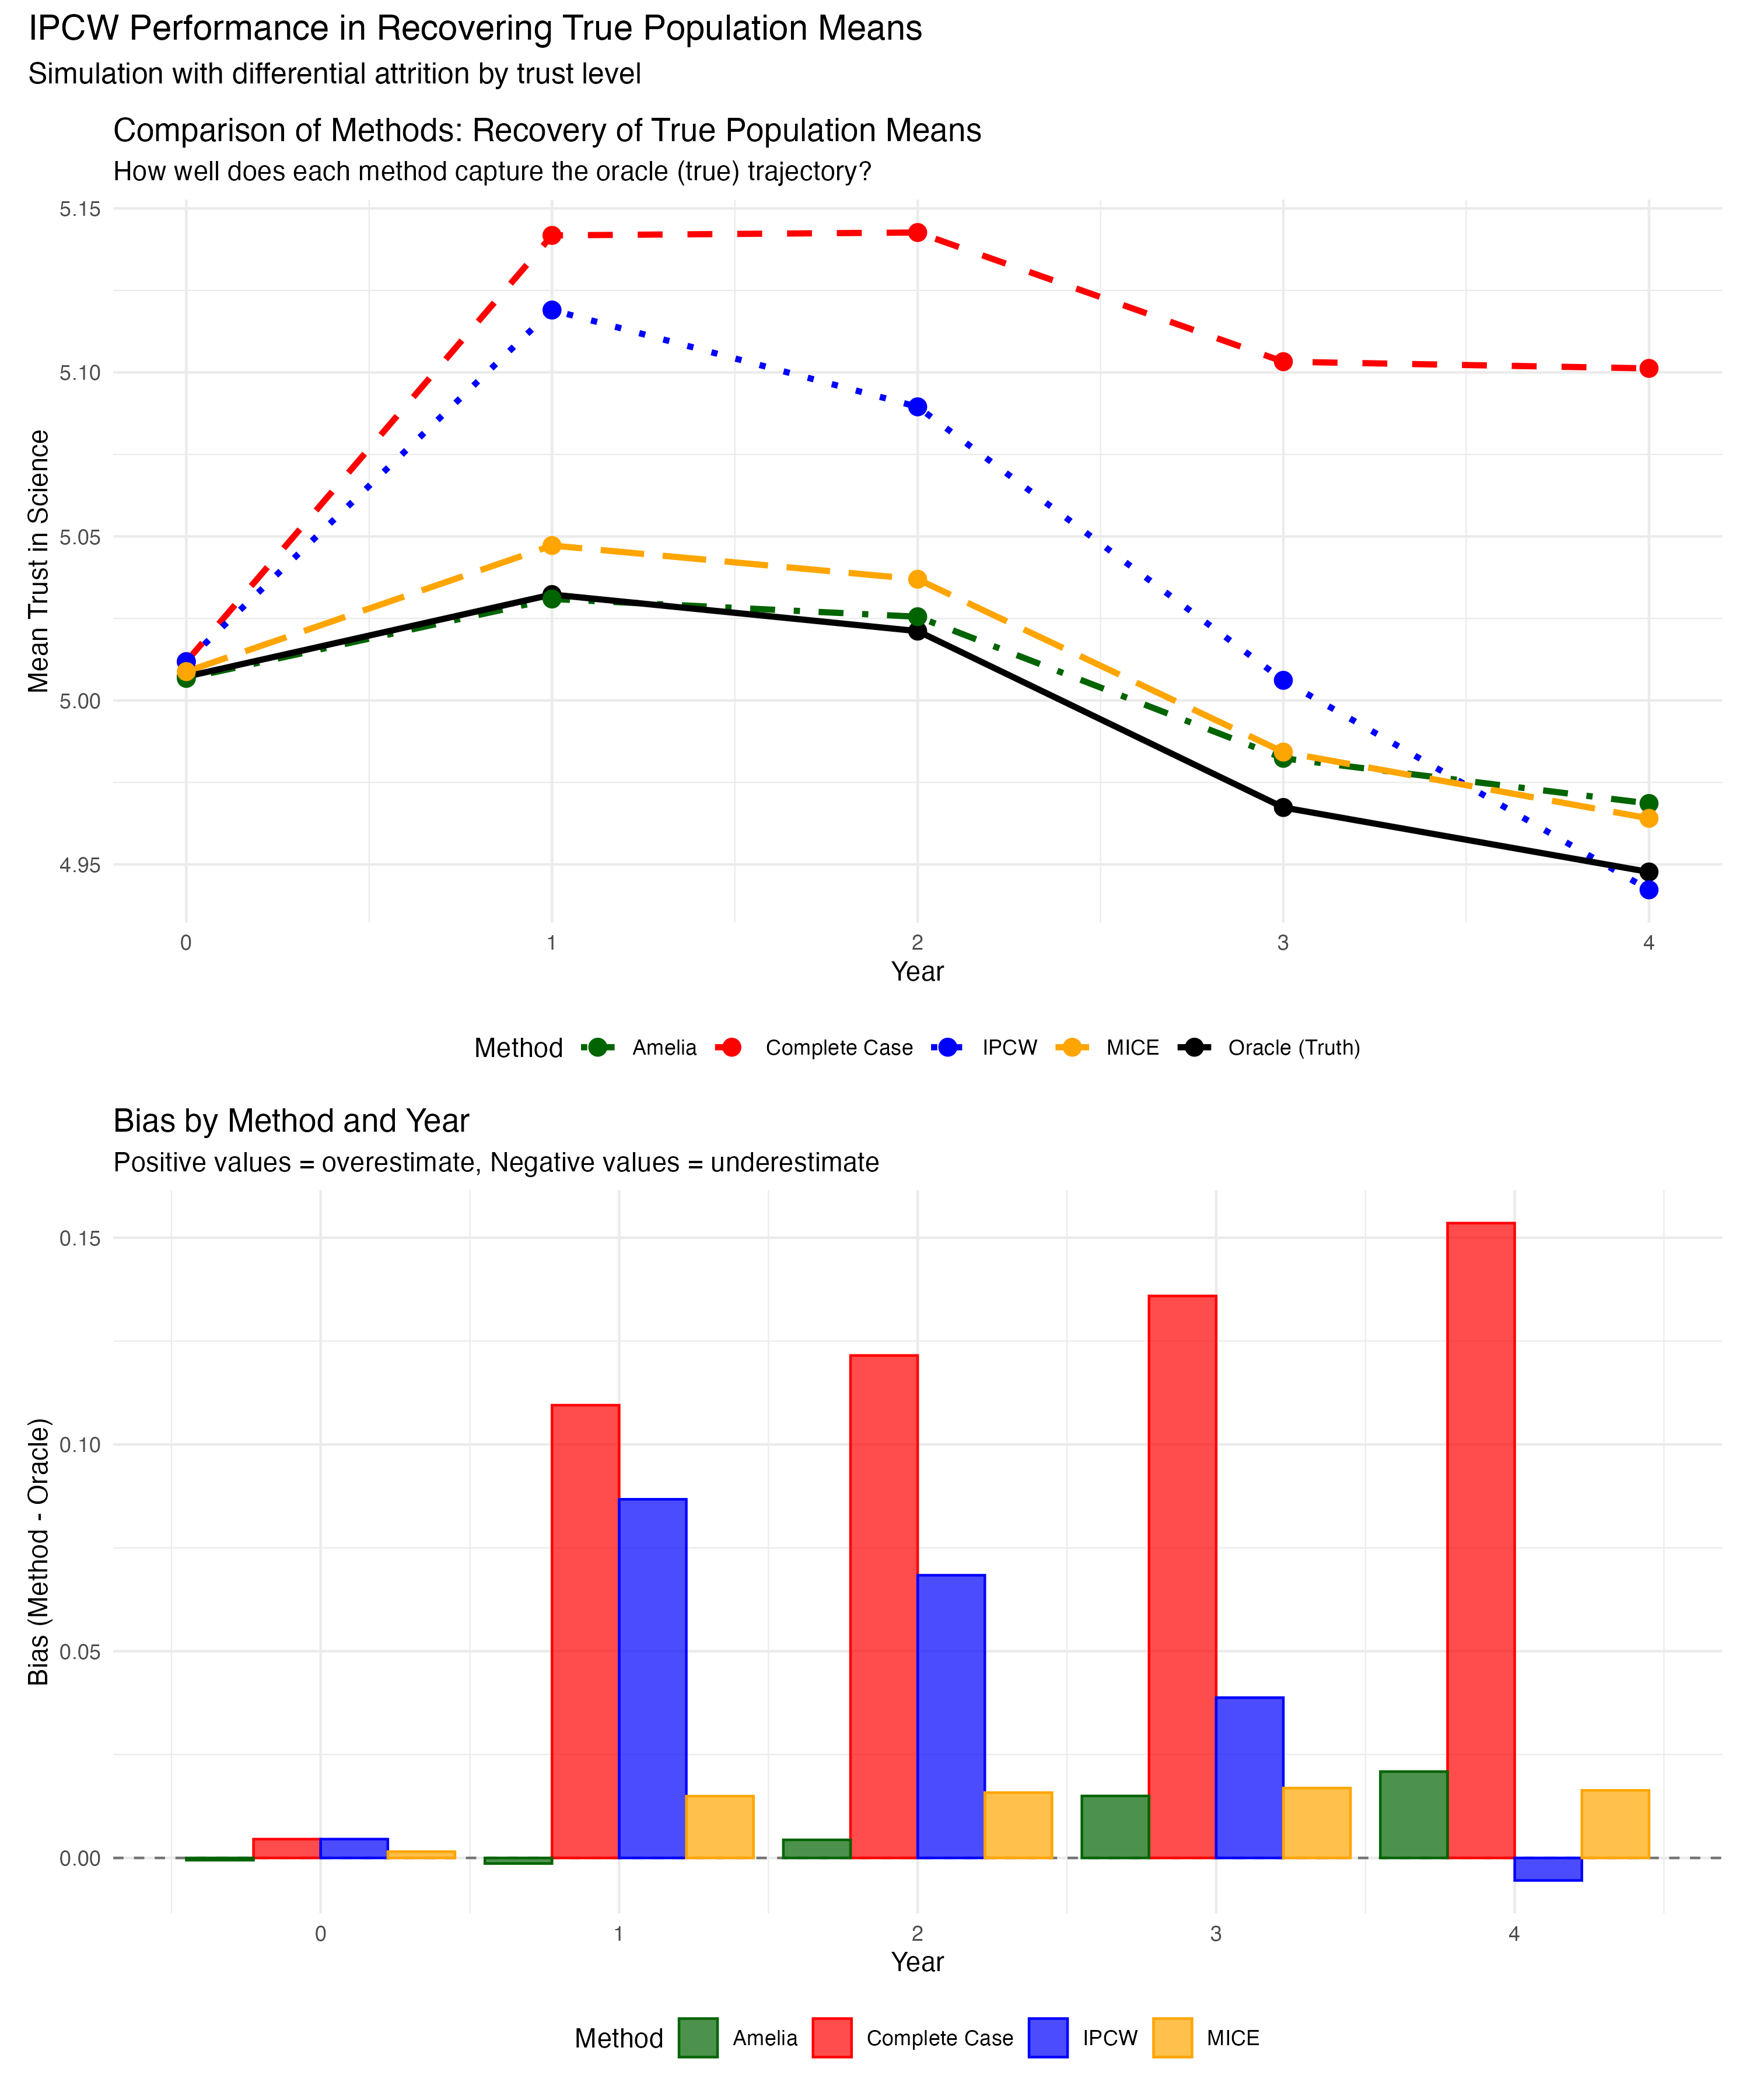 IPCW Performance in Recovering True Population Means
Simulation with differential attrition by trust level
Comparison of Methods: Recovery of True Population Means
How well does each method capture the oracle (true) trajectory?
5.15
5.10
5.05
5.00
4.95
Mean Trust in Science
0 1 2 3 4
Year
Method Amelia Complete Case IPCW MICE Oracle (Truth)
Bias by Method and Year
Positive values = overestimate, Negative values = underestimate
0.15
0.10
0.05
0.00
Bias (Method - Oracle)
0 1 2 3 4
Year
Method Amelia Complete Case IPCW MICE